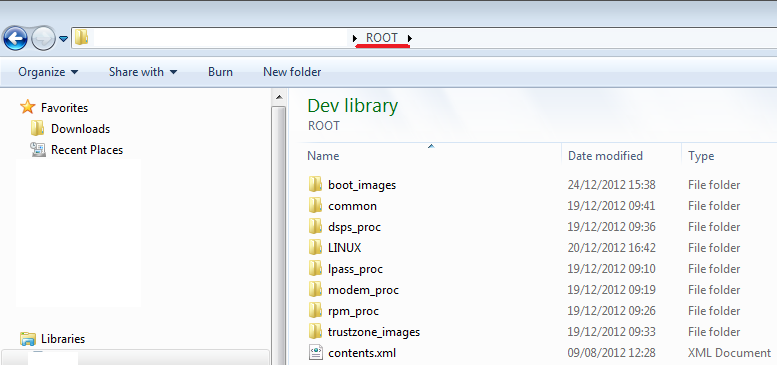 ROOT
Organize Share with Burn New folder
Favorites
Downloads
Recent Places
Libraries
Dev library
ROOT
Name Date modified Type
boot_images 24/12/2012 15:38 File folder
common 19/12/2012 09:41 File folder
dsps_proc 19/12/2012 09:36 File folder
LINUX 20/12/2012 16:42 File folder
lpass_proc 19/12/2012 09:10 File folder
modem_proc 19/12/2012 09:19 File folder
rpm_proc 19/12/2012 09:26 File folder
trustzone_images 19/12/2012 09:33 File folder
contents.xml 09/08/2012 12:28 XML Document